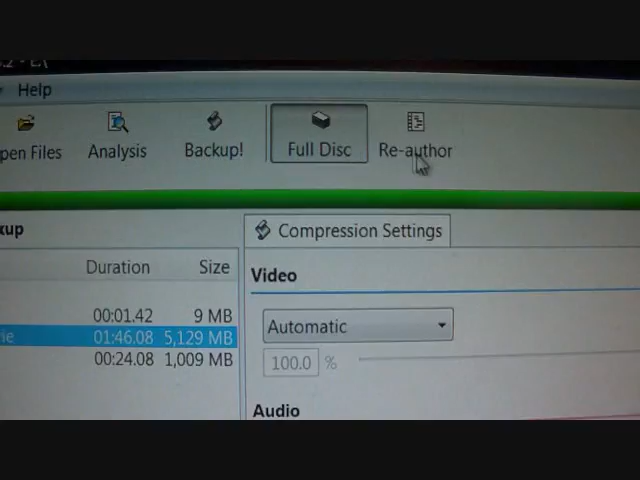 Help
pen Files Analysis Backup! Full Disc Re-author
kup
Compression Settings
Duration Size
Video
00:01.42 9 MB
Automatic
ie 01:46.08 5,129 MB
00:24.08 1,009 MB
100.0 %
Audio